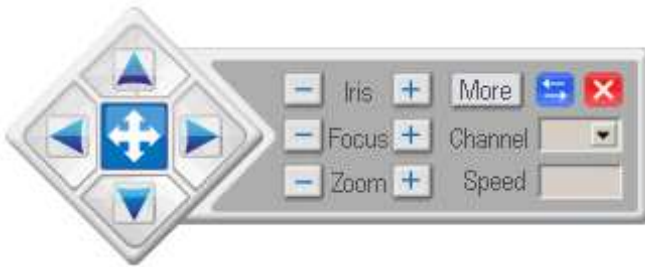 − Iris + More
− Focus + Channel
− Zoom + Speed